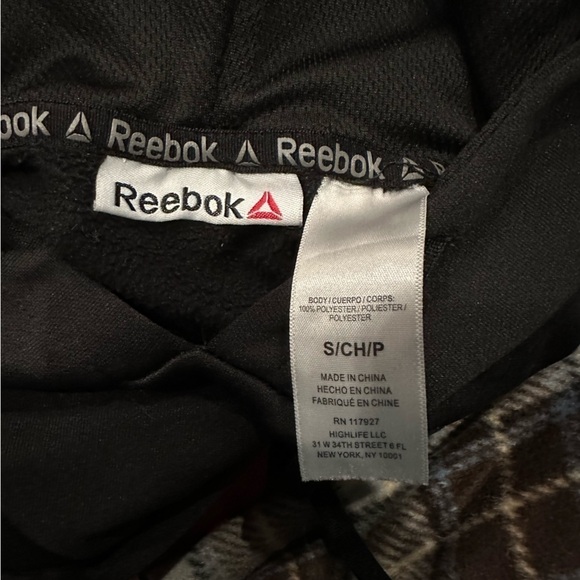 ook Reebok Reebok
Reebok
BODY / CUERPO / CORPS:
100% POLYESTER / POLIESTER /
POLYESTER
S/CH/P
MADE IN CHINA
HECHO EN CHINA
FABRIQUÉ EN CHINE
RN 117927
HIGHLIFE LLC
31 W 34TH STREET 6 FL
NEW YORK, NY 10001